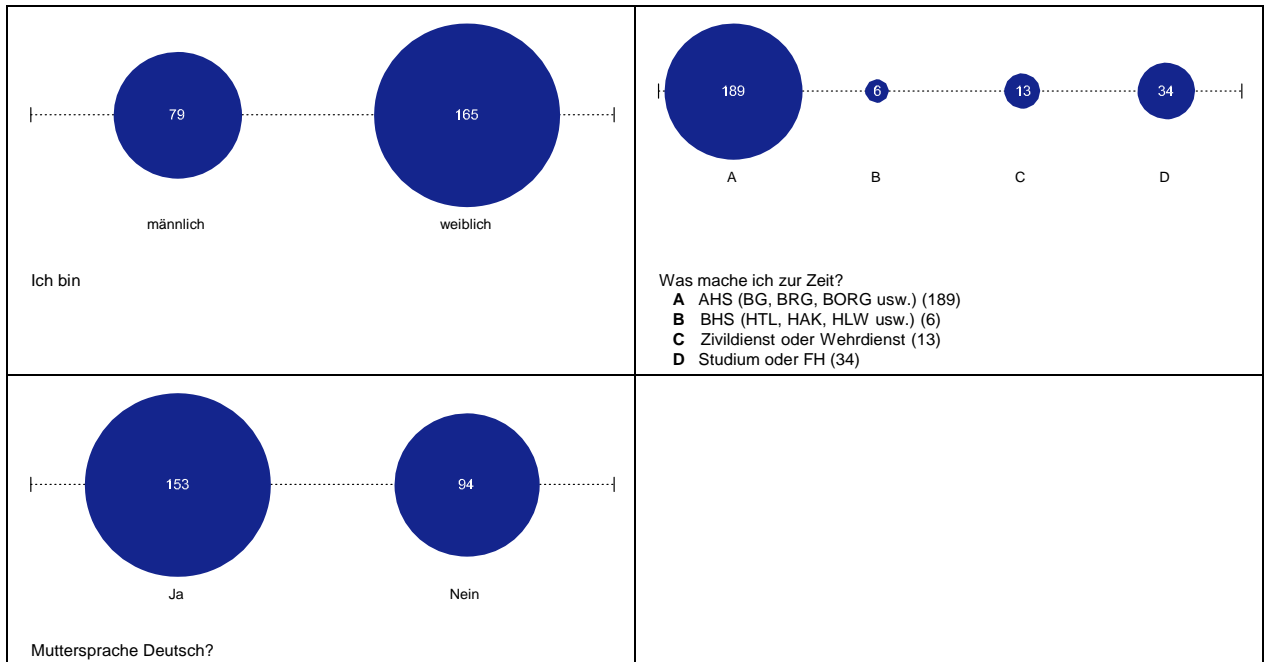 79 165
männlich weiblich
Ich bin
189 6 13 34
A B C D
Was mache ich zur Zeit?
A AHS (BG, BRG, BORG usw.) (189)
B BHS (HTL, HAK, HLW usw.) (6)
C Zivildienst oder Wehrdienst (13)
D Studium oder FH (34)
153 94
Ja Nein
Muttersprache Deutsch?